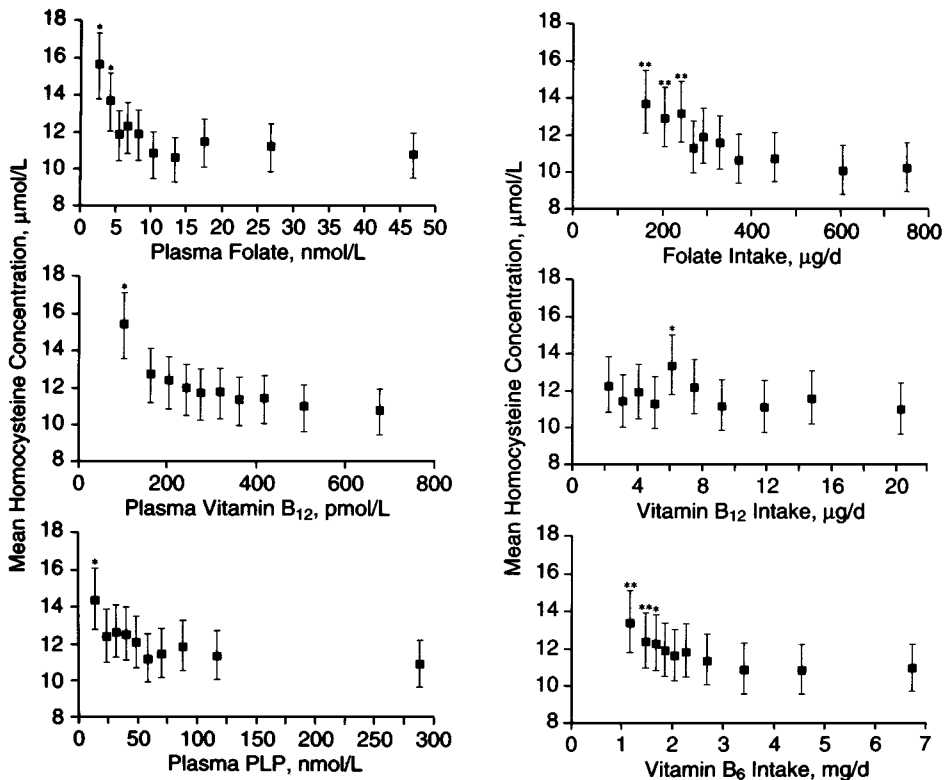 Mean Homocysteine Concentration, μmol/L
18
16
14
12
10
8
* *
0 5 10 15 20 25 30 35 40 45 50
Plasma Folate, nmol/L
18
16
14
12
10
8
*
0 200 400 600 800
Plasma Vitamin B12, pmol/L
18
16
14
12
10
8
*
0 50 100 150 200 250 300
Plasma PLP, nmol/L
Mean Homocysteine Concentration, μmol/L
18
16
14
12
10
8
** ** **
0 200 400 600 800
Folate Intake, μg/d
18
16
14
12
10
8
*
0 4 8 12 16 20
Vitamin B12 Intake, μg/d
18
16
14
12
10
8
** ** *
0 1 2 3 4 5 6 7
Vitamin B6 Intake, mg/d